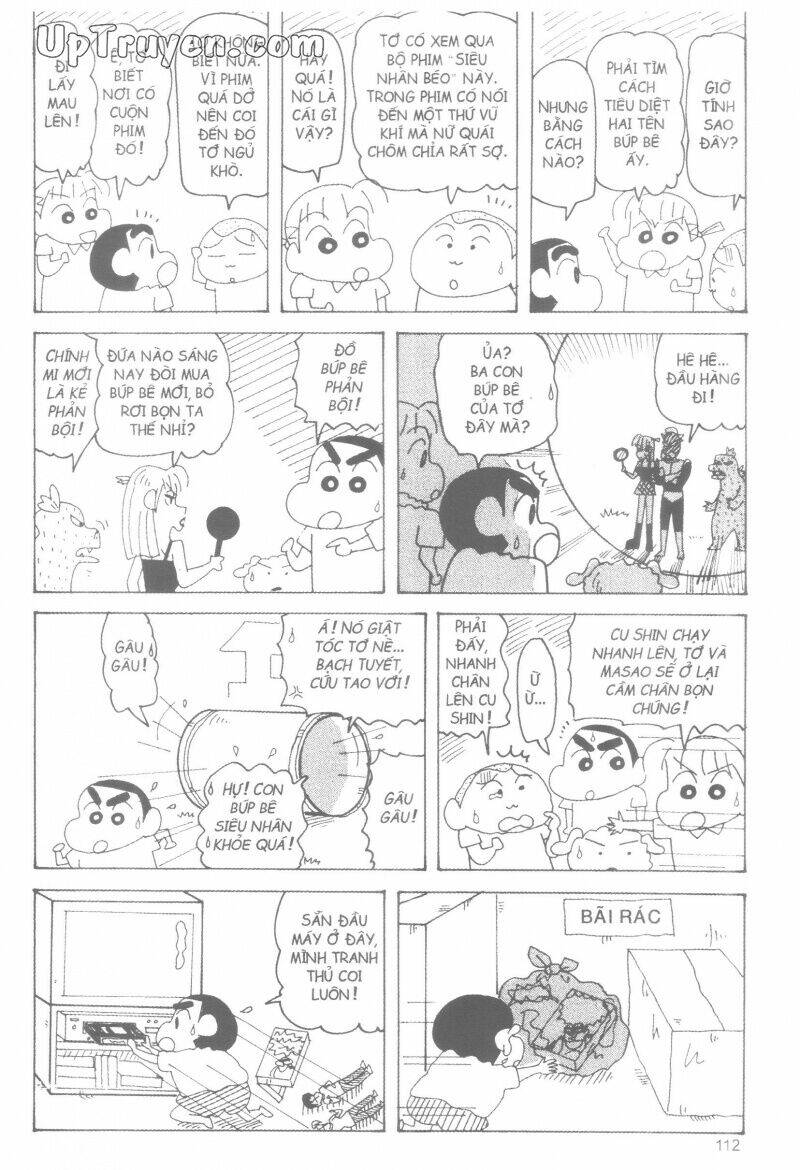 UpTruyen.com
GIỜ
TÍNH
SAO
ĐÂY?
PHẢI TÌM
CÁCH
TIÊU DIỆT
HAI TÊN
BÚP BÊ
ẤY.
NHƯNG
BẰNG
CÁCH
NÀO?
TỚ CÓ XEM QUA
BỘ PHIM "SIÊU
NHÂN BÉO" NÀY.
TRONG PHIM CÓ NÓI
ĐẾN MỘT THỨ VŨ
KHÍ MÀ NỮ QUÁI
CHÔM CHỈA RẤT SỢ.
HAY
QUÁ!
NÓ LÀ
CÁI GÌ
VẬY?
BIẾT NỮA.
VÌ PHIM
QUÁ DỞ
NÊN COI
ĐẾN ĐÓ
TỚ NGỦ
KHÒ.
BIẾT
NƠI CÓ
CUỘN
PHIM
ĐÓ!
ĐI
LẤY
MAU
LÊN!
HÊ HÊ...
ĐẦU HÀNG
ĐI!
ỦA?
BA CON
BÚP BÊ
CỦA TỚ
ĐÂY MÀ?
ĐỒ
BÚP BÊ
PHẢN
BỘI!
ĐỨA NÀO SÁNG
NAY ĐÒI MUA
BÚP BÊ MỚI, BỎ
RƠI BỌN TA
THẾ NHỈ?
CHÍNH
MI MỚI
LÀ KẺ
PHẢN
BỘI!
CU SHIN CHẠY
NHANH LÊN, TỚ VÀ
MASAO SẼ Ở LẠI
CẦM CHÂN BỌN
CHÚNG!
Ừ
Ừ...
PHẢI
ĐẤY,
NHANH
CHÂN
LÊN CU
SHIN!
Á! NÓ GIẬT
TÓC TỚ NÈ...
BẠCH TUYẾT,
CỨU TAO VỚI!
GÂU
GÂU!
HỰ! CON
BÚP BÊ
SIÊU NHÂN
KHỎE QUÁ!
GÂU
GÂU!
BÃI RÁC
SẴN ĐẦU
MÁY Ở ĐÂY,
MÌNH TRANH
THỦ COI
LUÔN!
112